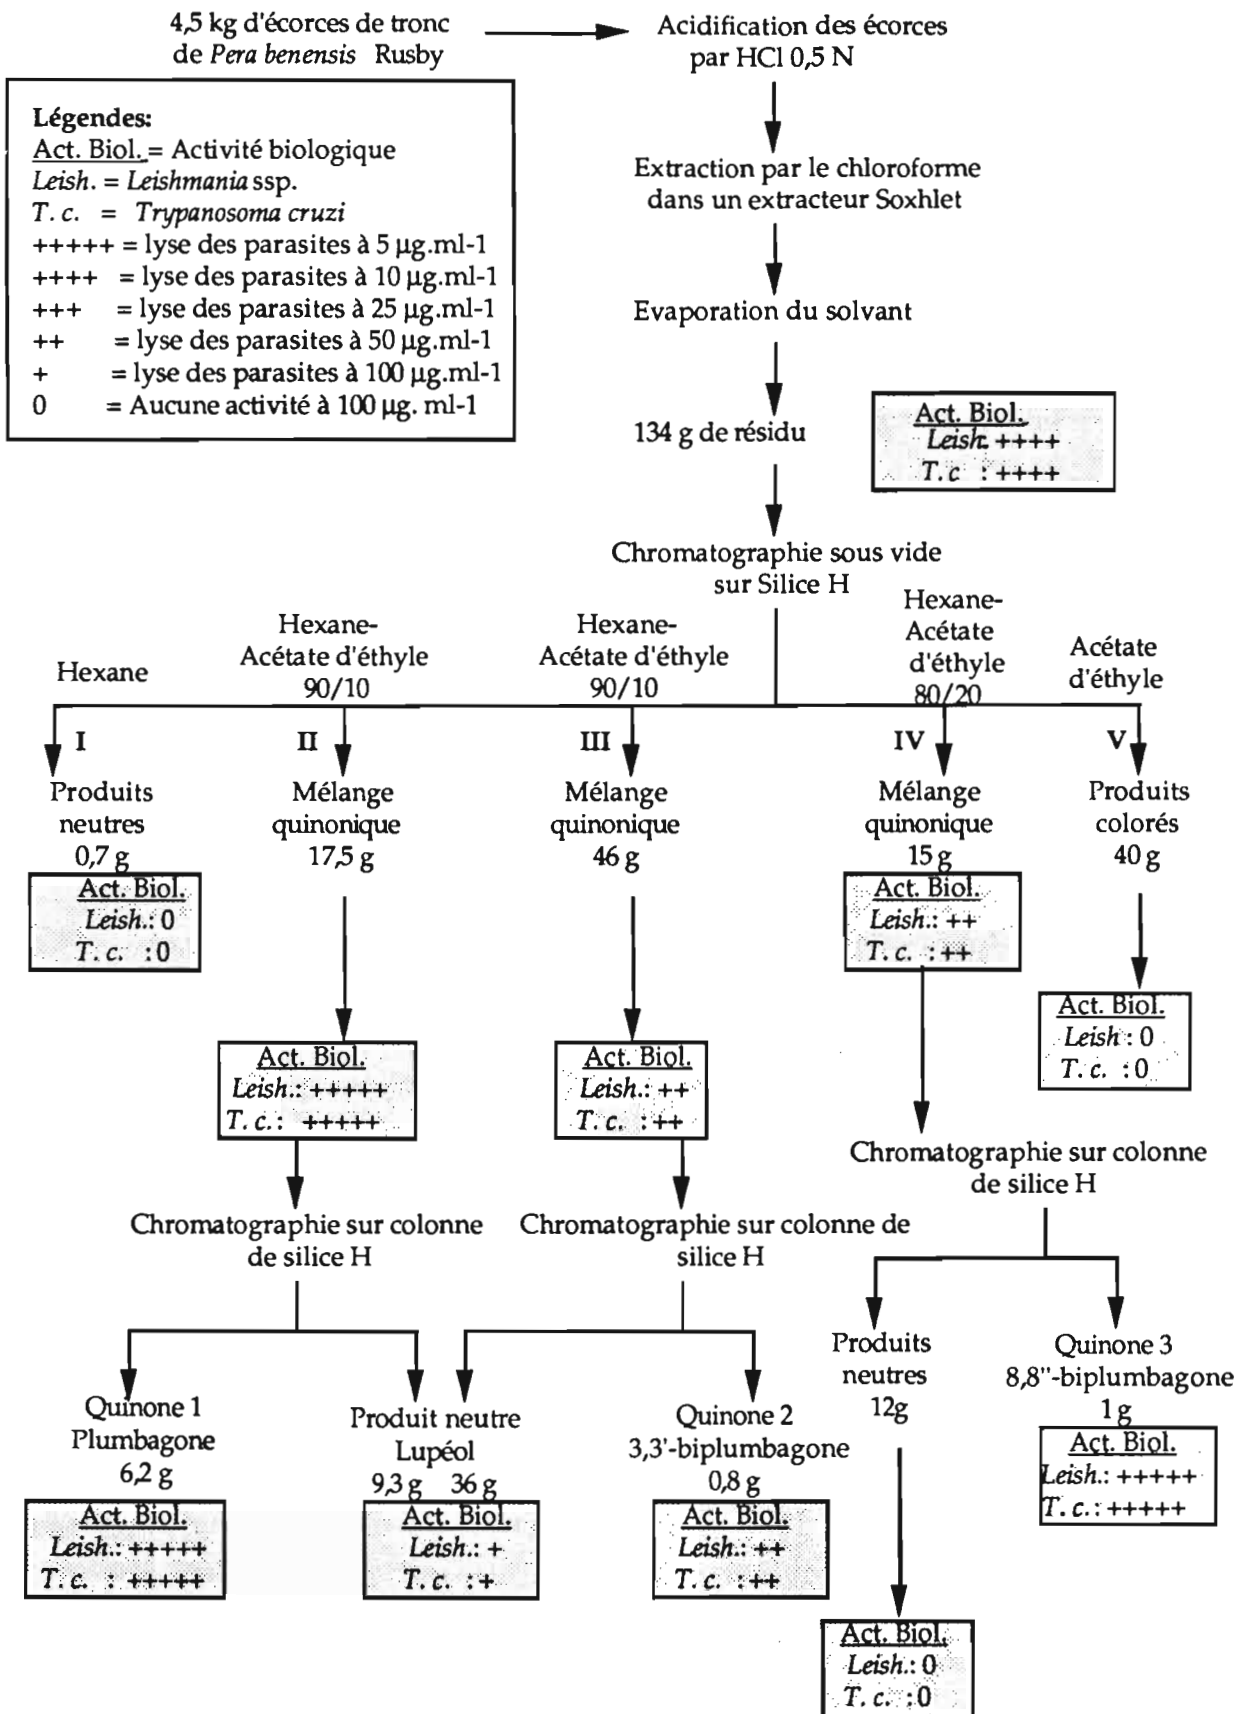 4,5 kg d'écorces de tronc
de Pera benensis Rusby
Acidification des écorces
par HCl 0,5 N
Légendes:
Act. Biol. = Activité biologique
Leish. = Leishmania ssp.
T. c. = Trypanosoma cruzi
+++++ = lyse des parasites à 5 µg.ml-1
++++ = lyse des parasites à 10 µg.ml-1
+++ = lyse des parasites à 25 µg.ml-1
++ = lyse des parasites à 50 µg.ml-1
+ = lyse des parasites à 100 µg.ml-1
0 = Aucune activité à 100 µg. ml-1
Extraction par le chloroforme
dans un extracteur Soxhlet
Evaporation du solvant
134 g de résidu
Act. Biol.
Leish: ++++
T. c : ++++
Chromatographie sous vide
sur Silice H
Hexane
Hexane-
Acétate d'éthyle
90/10
Hexane-
Acétate d'éthyle
90/10
Hexane-
Acétate
d'éthyle
80/20
Acétate
d'éthyle
I
II
III
IV
V
Produits
neutres
0,7 g
Act. Biol.
Leish.: 0
T. c. : 0
Mélange
quinonique
17,5 g
Mélange
quinonique
46 g
Mélange
quinonique
15 g
Act. Biol.
Leish.: ++
T. c. : ++
Produits
colorés
40 g
Act. Biol.
Leish : 0
T. c. : 0
Act. Biol.
Leish.: +++++
T. c. : +++++
Act. Biol.
Leish.: ++
T. c. : ++
Chromatographie sur colonne
de silice H
Chromatographie sur colonne de
silice H
Chromatographie sur colonne
de silice H
Quinone 1
Plumbagone
6,2 g
Act. Biol.
Leish.: +++++
T. c. : +++++
Produit neutre
Lupéol
9,3 g 36 g
Act. Biol.
Leish.: +
T. c. : +
Quinone 2
3,3'-biplumbagone
0,8 g
Act. Biol.
Leish.: ++
T. c. : ++
Produits
neutres
12g
Act. Biol.
Leish.: 0
T. c. : 0
Quinone 3
8,8"-biplumbagone
1 g
Act. Biol.
Leish.: +++++
T. c.: +++++